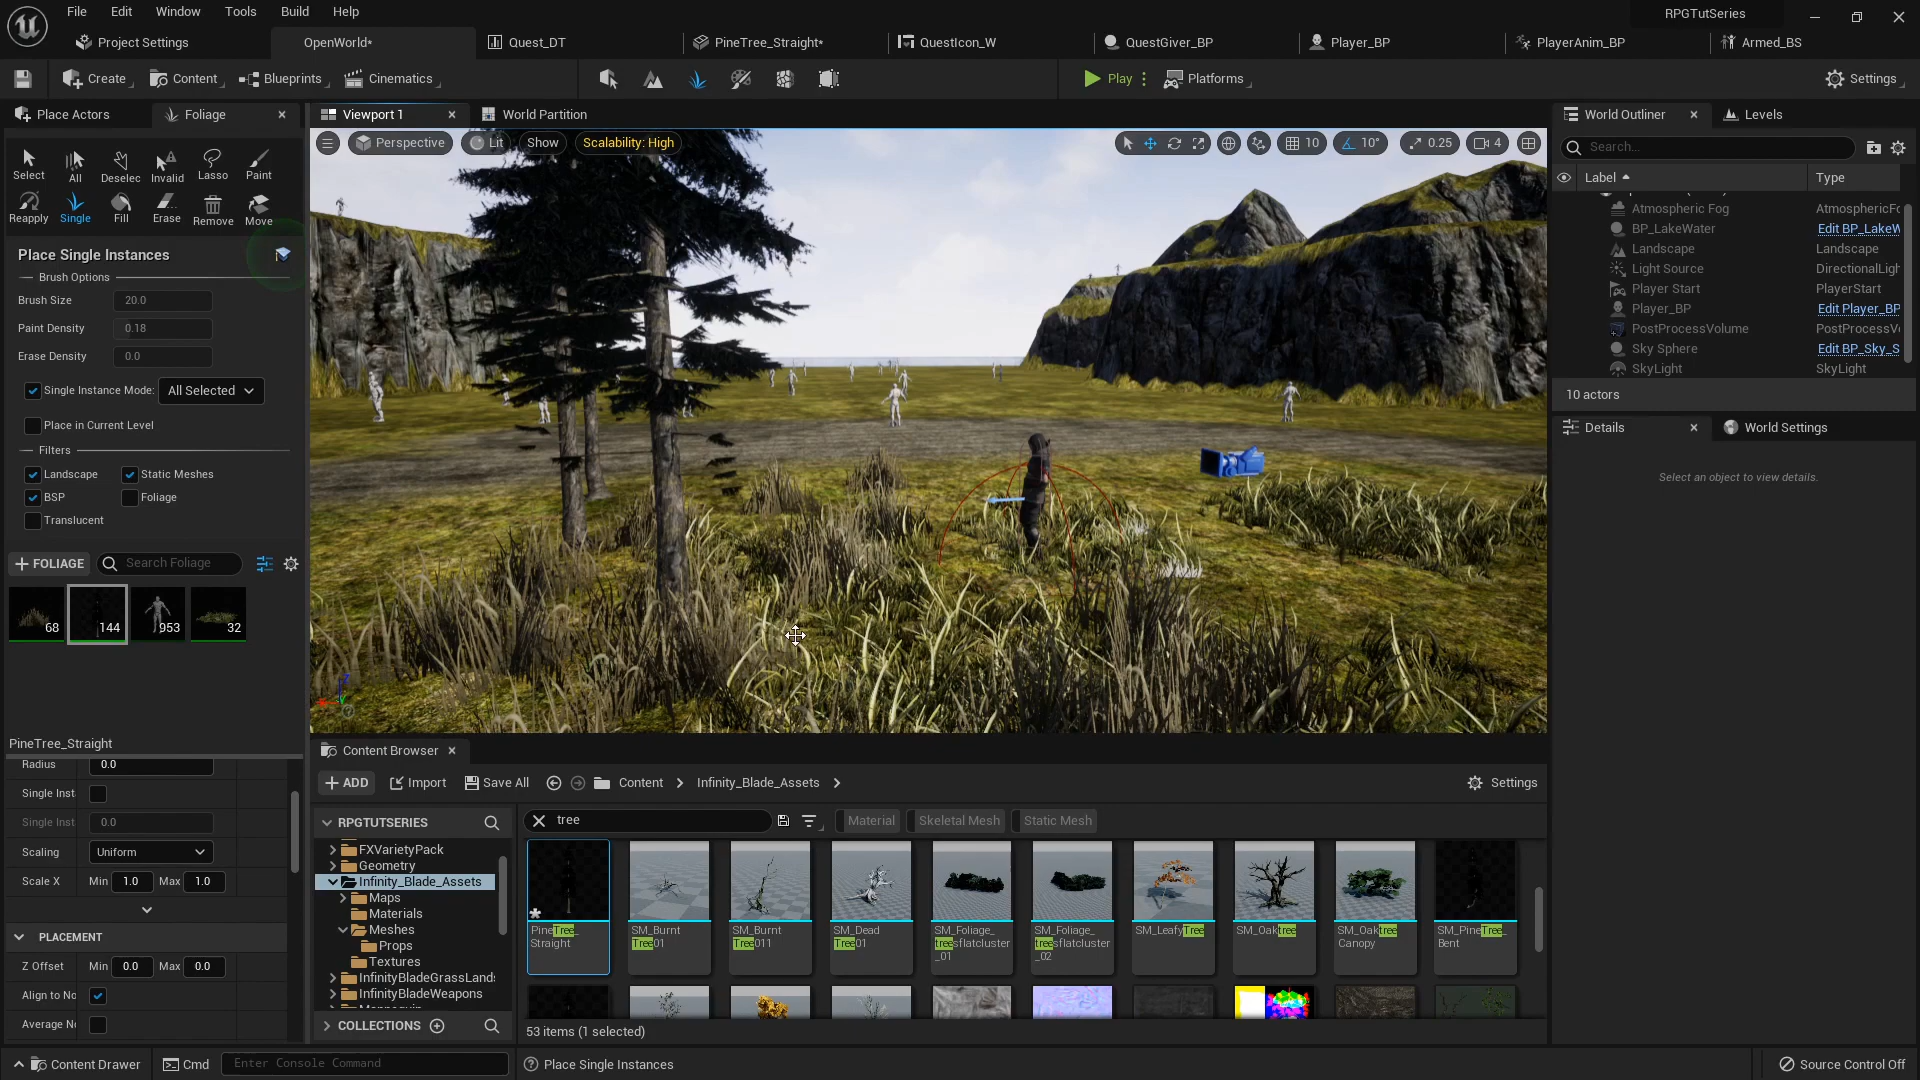 File Edit Window Tools Build Help
RPGTutSeries
Project Settings
OpenWorld*
Quest_DT
PineTree_Straight*
QuestIcon_W
QuestGiver_BP
Player_BP
PlayerAnim_BP
Armed_BS
Create
Content
Blueprints
Cinematics
Play
Platforms
Settings
Place Actors
Foliage
Viewport 1
World Partition
World Outliner
Levels
Select
All
Deselec
Invalid
Lasso
Paint
Reapply
Single
Fill
Erase
Remove
Move
Perspective
Lit
Show
Scalability: High
10
10°
0.25
4
Search...
Label
Type
Atmospheric Fog AtmosphericFo
BP_LakeWater Edit BP_LakeW
Landscape Landscape
Light Source DirectionalLigh
Player Start PlayerStart
Player_BP Edit Player_BP
PostProcessVolume PostProcessVo
Sky Sphere Edit BP_Sky_S
SkyLight SkyLight
10 actors
Details
World Settings
Select an object to view details.
Place Single Instances
Brush Options
Brush Size 20.0
Paint Density 0.18
Erase Density 0.0
Single Instance Mode: All Selected
Place in Current Level
Filters
Landscape Static Meshes
BSP Foliage
Translucent
FOLIAGE
Search Foliage
68
144
953
32
PineTree_Straight
Radius 0.0
Single Inst
Single Inst 0.0
Scaling Uniform
Scale X Min 1.0 Max 1.0
PLACEMENT
Z Offset Min 0.0 Max 0.0
Align to No
Average No
Content Browser
ADD
Import
Save All
Content
Infinity_Blade_Assets
Settings
RPGTUTSERIES
tree
Material
Skeletal Mesh
Static Mesh
FXVarietyPack
Geometry
Infinity_Blade_Assets
Maps
Materials
Meshes
Props
Textures
InfinityBladeGrassLands
InfinityBladeWeapons
PineTree_
Straight
SM_Burnt
Tree01
SM_Burnt
Tree011
SM_Dead
Tree01
SM_Foliage_
treesflatcluster
_01
SM_Foliage_
treesflatcluster
_02
SM_LeafyTree
SM_Oaktree
SM_Oaktree
Canopy
SM_PineTree_
Bent
COLLECTIONS
53 items (1 selected)
Content Drawer
Cmd
Enter Console Command
Place Single Instances
Source Control Off